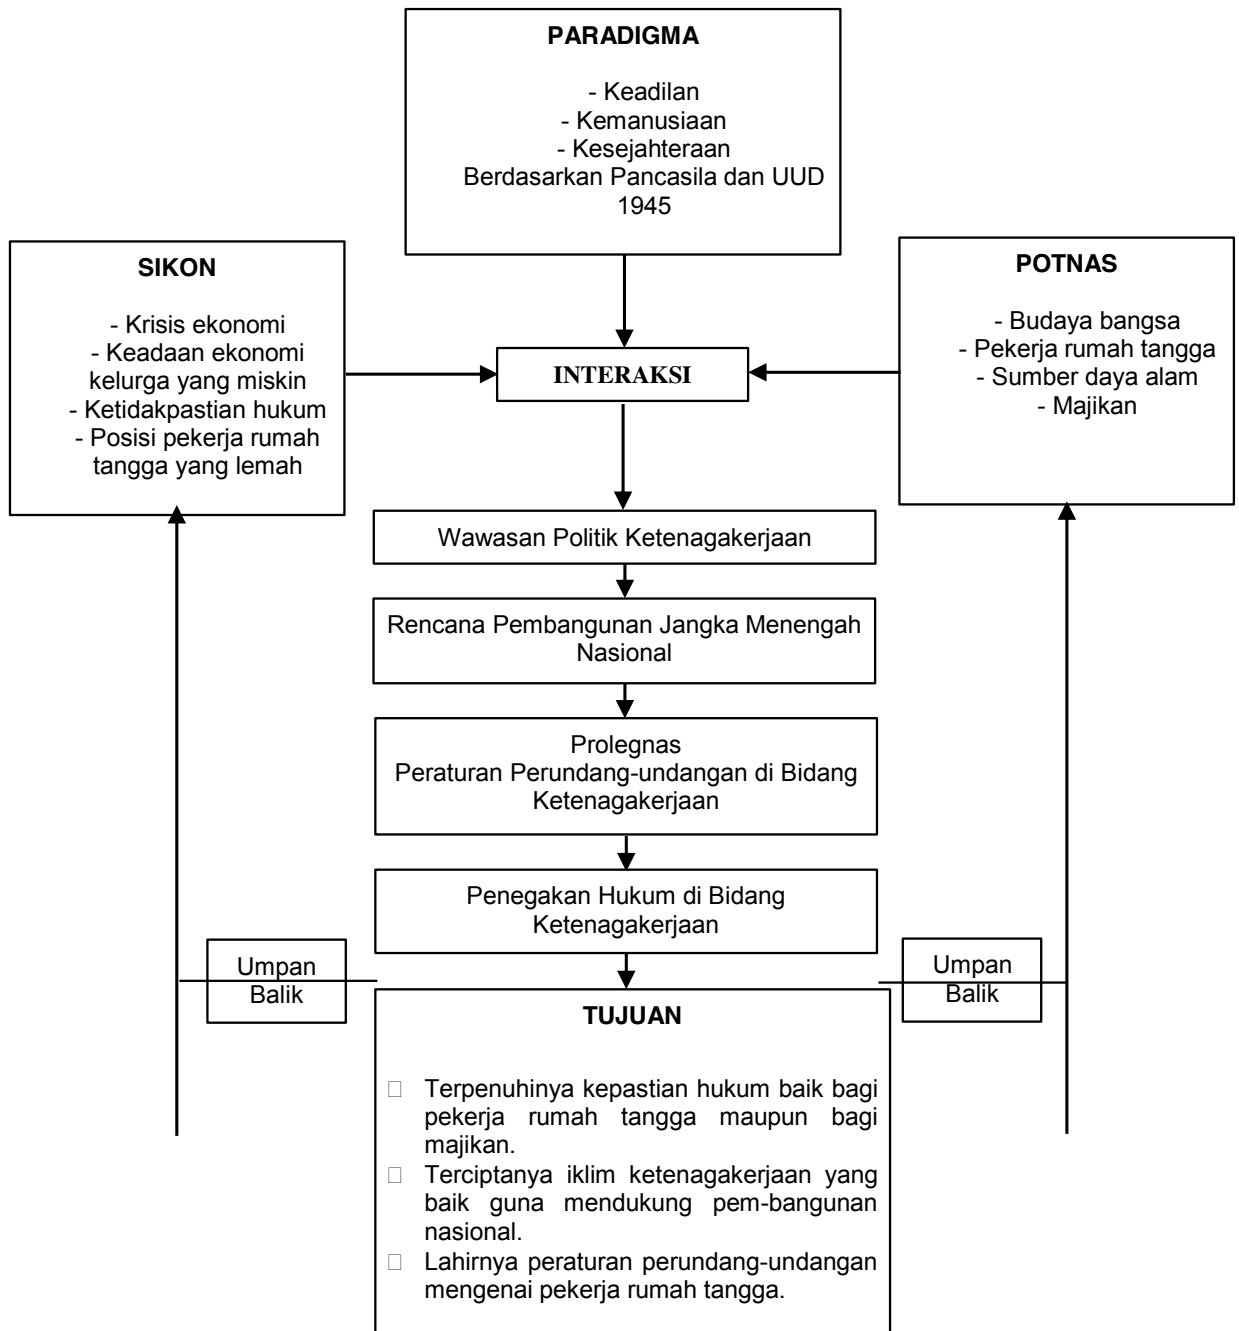 PARADIGMA
- Keadilan
- Kemanusiaan
- Kesejahteraan
Berdasarkan Pancasila dan UUD
1945
SIKON
- Krisis ekonomi
- Keadaan ekonomi
kelurga yang miskin
- Ketidakpastian hukum
- Posisi pekerja rumah
tangga yang lemah
INTERAKSI
POTNAS
- Budaya bangsa
- Pekerja rumah tangga
- Sumber daya alam
- Majikan
Wawasan Politik Ketenagakerjaan
Rencana Pembangunan Jangka Menengah
Nasional
Prolegnas
Peraturan Perundang-undangan di Bidang
Ketenagakerjaan
Penegakan Hukum di Bidang
Ketenagakerjaan
Umpan
Balik
Umpan
Balik
TUJUAN
Terpenuhinya kepastian hukum baik bagi
pekerja rumah tangga maupun bagi
majikan.
Terciptanya iklim ketenagakerjaan yang
baik guna mendukung pem-bangunan
nasional.
Lahirnya peraturan perundang-undangan
mengenai pekerja rumah tangga.